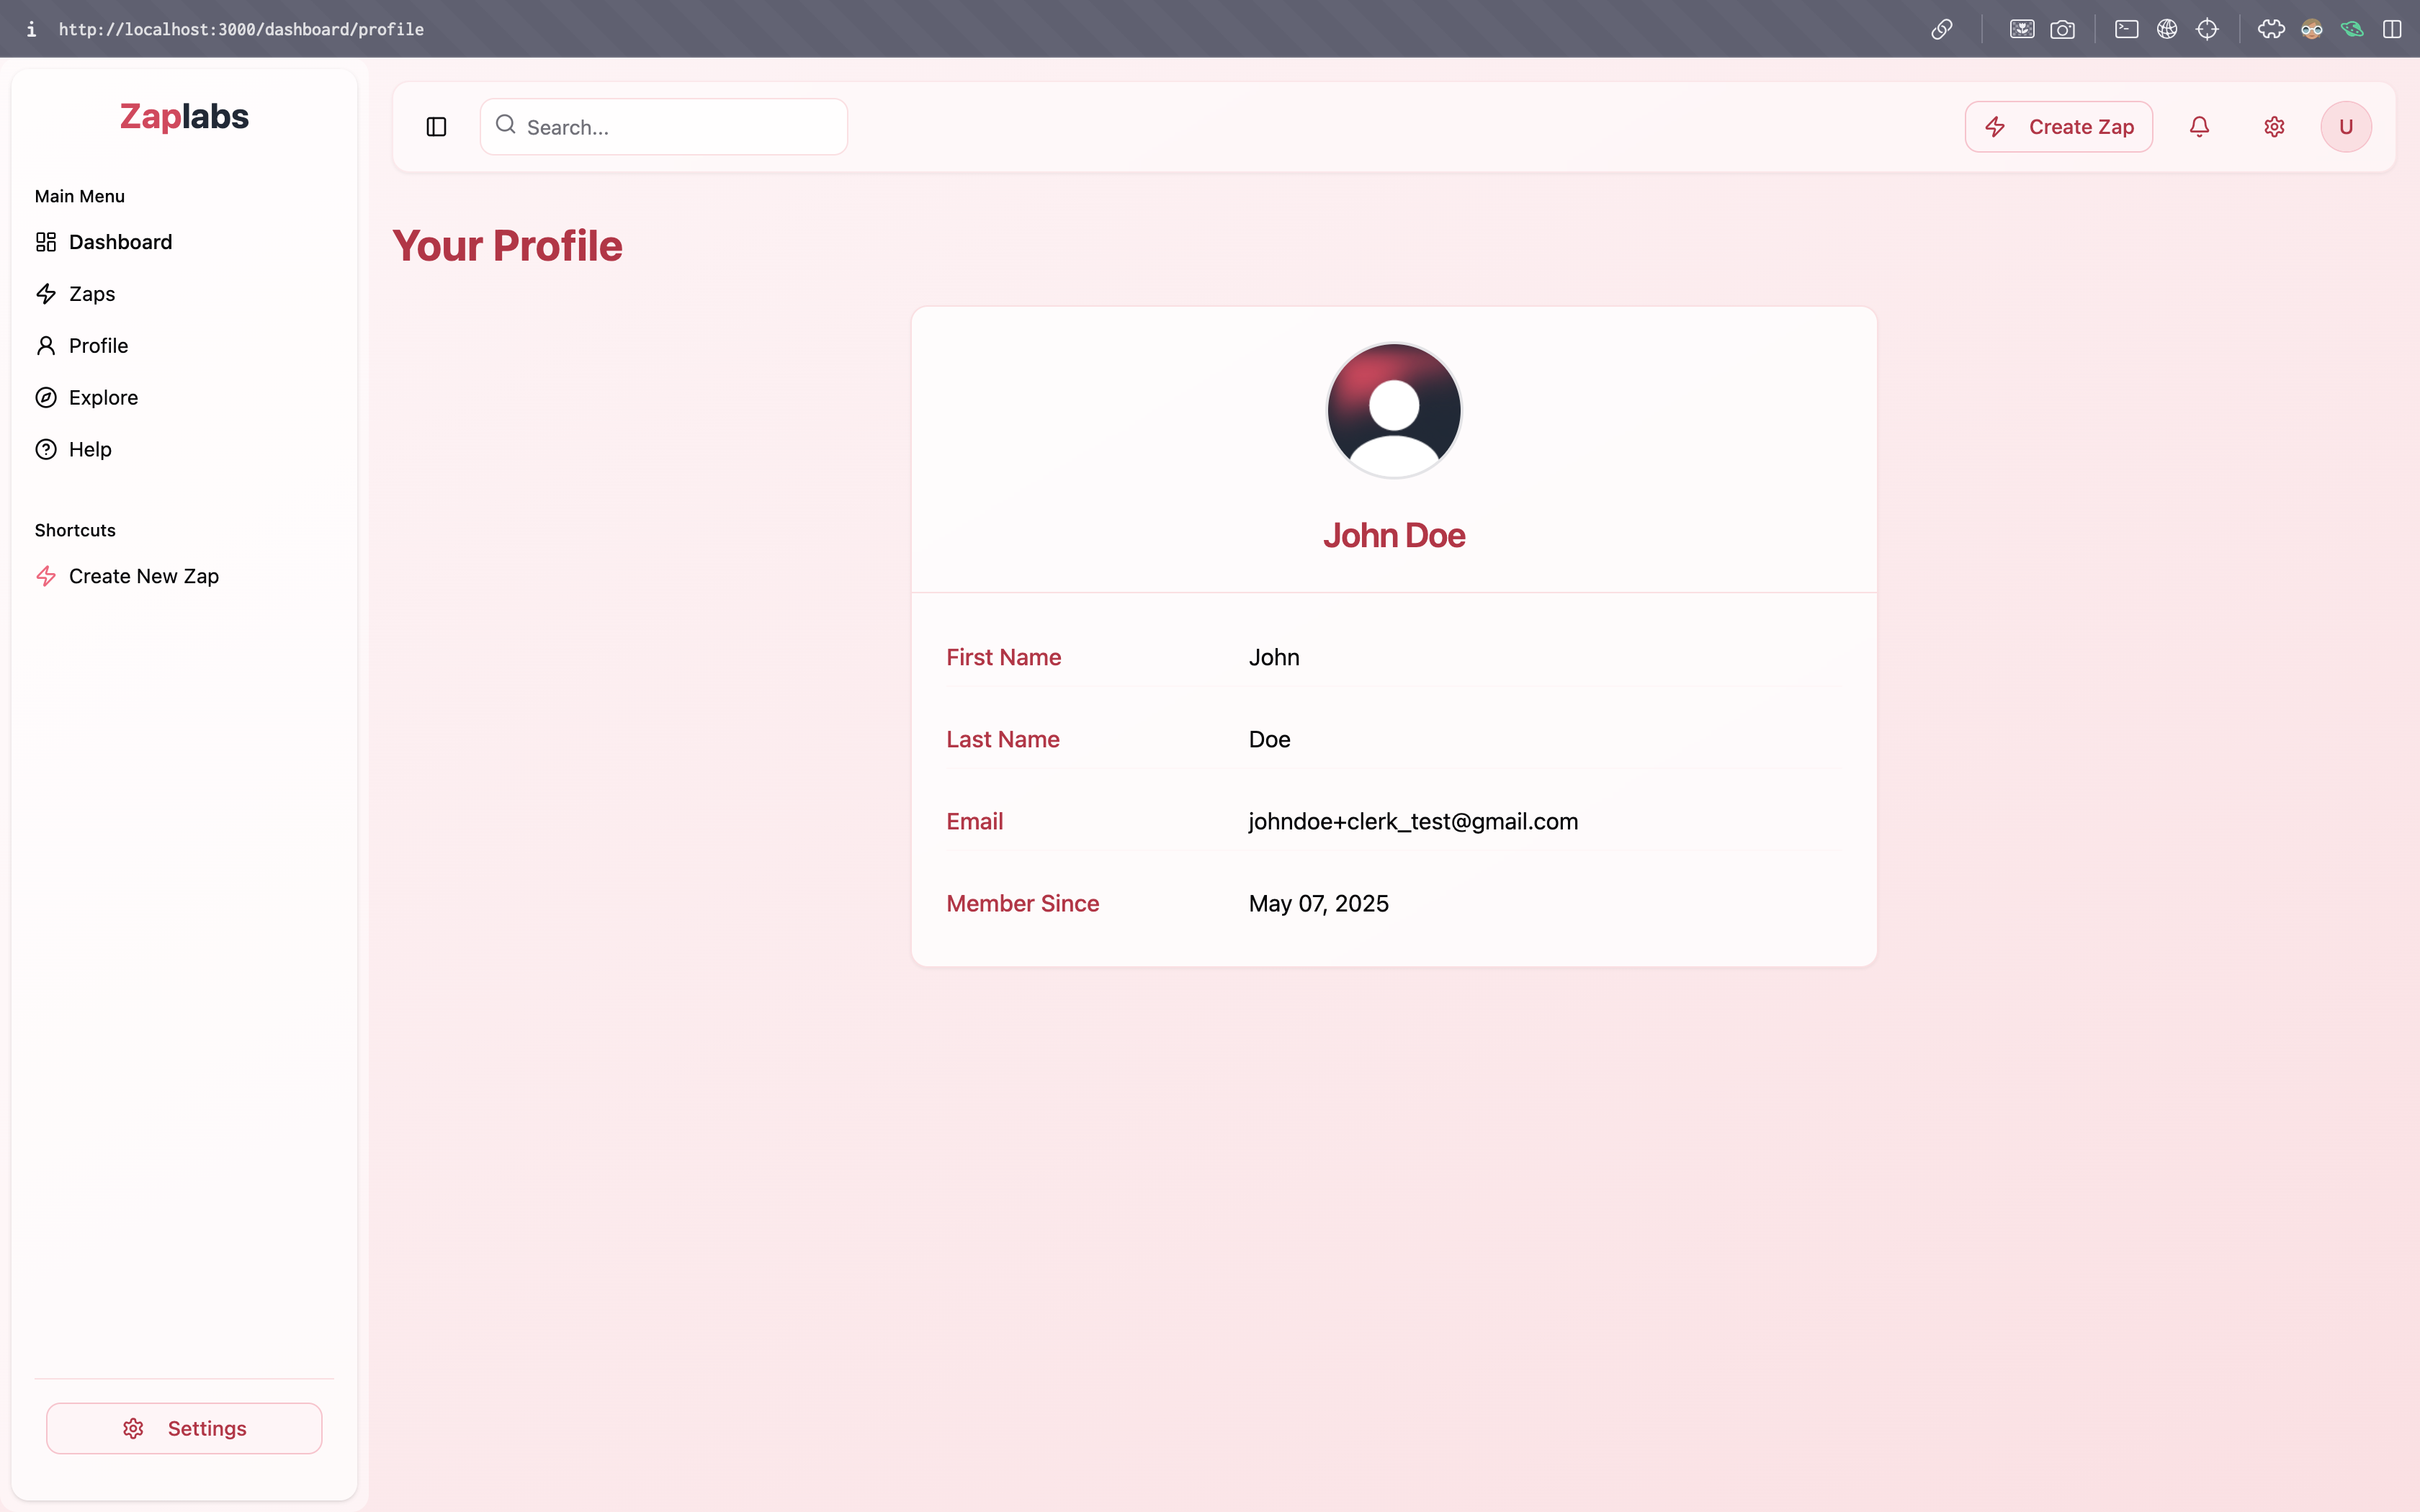 http://localhost:3000/dashboard/profile
Zaplabs
Main Menu
Dashboard
Zaps
Profile
Explore
Help
Shortcuts
Create New Zap
Settings
Search...
Create Zap
U
Your Profile
John Doe
First Name John
Last Name Doe
Email johndoe+clerk_test@gmail.com
Member Since May 07, 2025